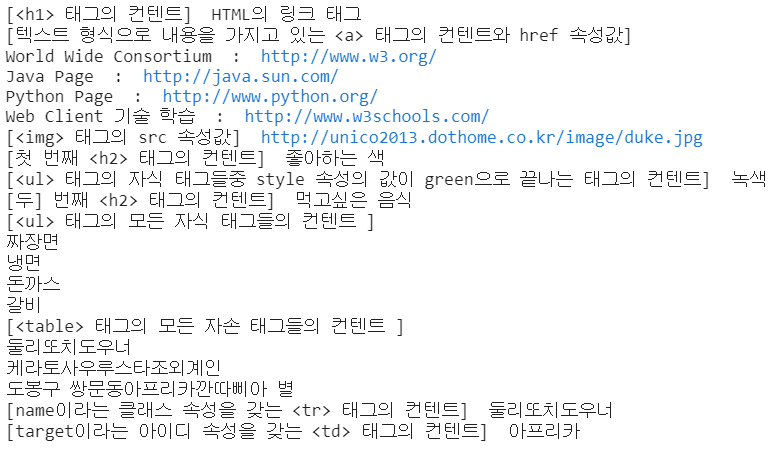 [<h1> 태그의 컨텐트]  HTML의 링크 태그
[텍스트 형식으로 내용을 가지고 있는 <a> 태그의 컨텐트와 href 속성값]
World Wide Consortium  :  http://www.w3.org/
Java Page  :  http://java.sun.com/
Python Page  :  http://www.python.org/
Web Client 기술 학습  :  http://www.w3schools.com/
[<img> 태그의 src 속성값]  http://unico2013.dothome.co.kr/image/duke.jpg
[첫 번째 <h2> 태그의 컨텐트]  좋아하는 색
[<ul> 태그의 자식 태그들중 style 속성의 값이 green으로 끝나는 태그의 컨텐트]  녹색
[두] 번째 <h2> 태그의 컨텐트]  먹고싶은 음식
[<ul> 태그의 모든 자식 태그들의 컨텐트 ]
짜장면
냉면
돈까스
갈비
[<table> 태그의 모든 자손 태그들의 컨텐트 ]
둘리또치도우너
케라토사우루스타조외계인
도봉구 쌍문동아프리카깐따삐아 별
[name이라는 클래스 속성을 갖는 <tr> 태그의 컨텐트]  둘리또치도우너
[target이라는 아이디 속성을 갖는 <td> 태그의 컨텐트]  아프리카